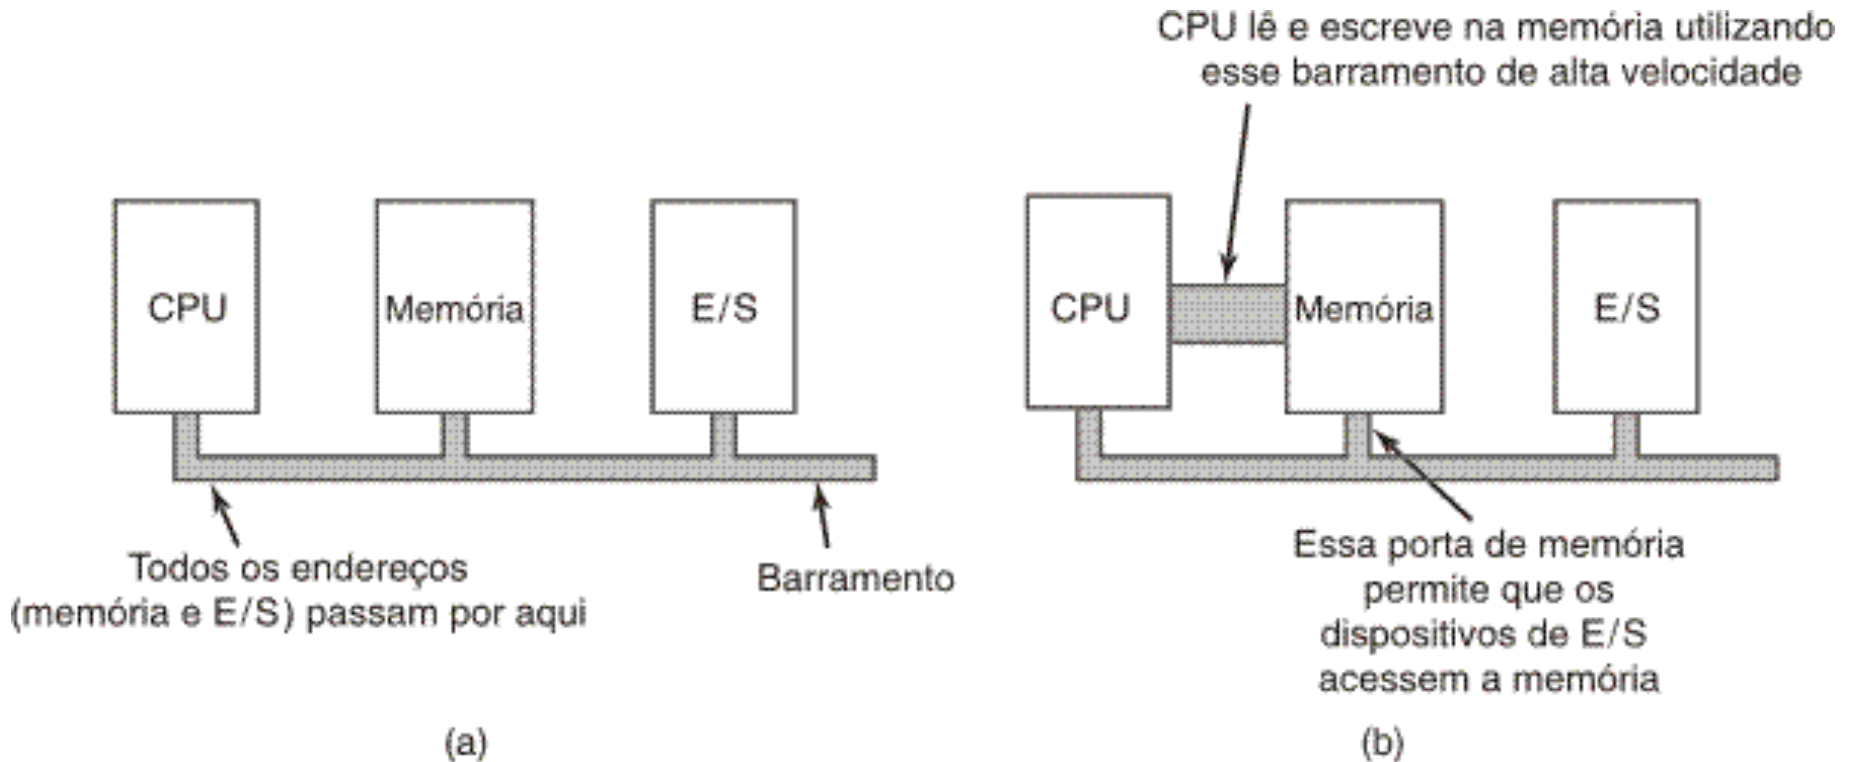 CPU
Memória
E/S
Todos os endereços
(memória e E/S) passam por aqui
Barramento
(a)
CPU lê e escreve na memória utilizando
esse barramento de alta velocidade
CPU
Memória
E/S
Essa porta de memória
permite que os
dispositivos de E/S
acessem a memória
(b)